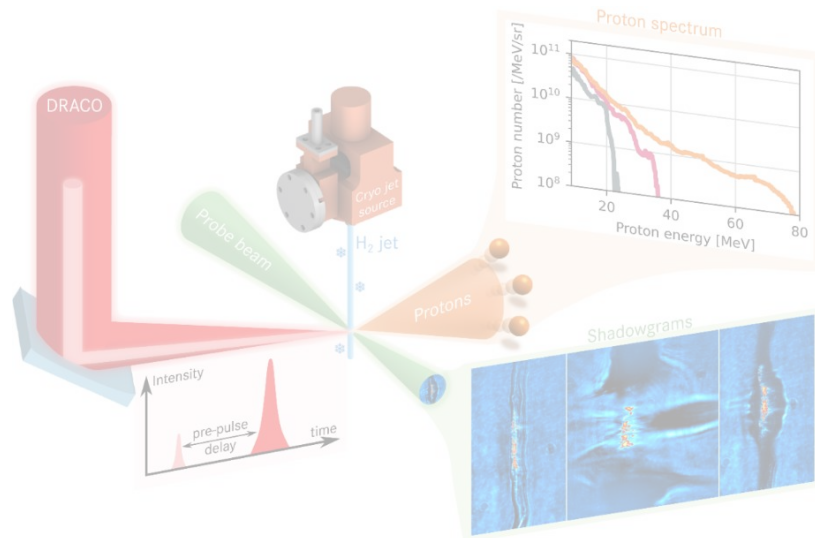 Proton spectrum
Proton number [/MeV/sr]
10¹¹
10¹⁰
10⁹
10⁸
20
40
60
80
Proton energy [MeV]
DRACO
Cryo jet
source
Probe beam
H₂ jet
Protons
Shadowgrams
Intensity
pre-pulse
delay
time